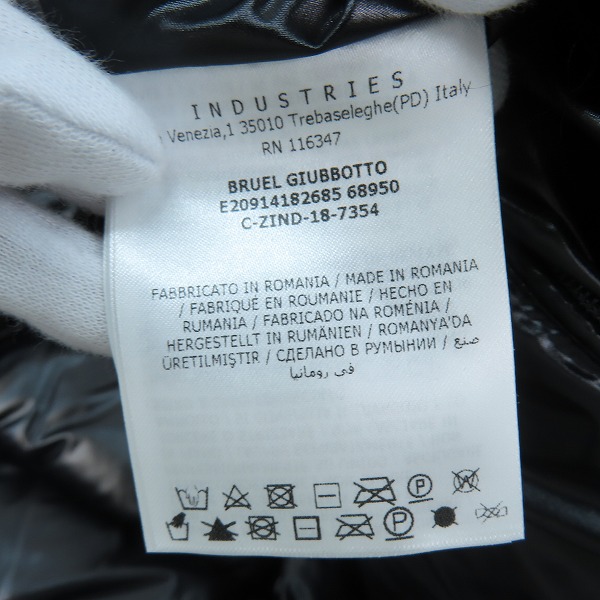 INDUSTRIES
Venezia,1 35010 Trebaseleghe(PD) Italy
RN 116347
BRUEL GIUBBOTTO
E20914182685 68950
C-ZIND-18-7354
FABBRICATO IN ROMANIA / MADE IN ROMANIA
/ FABRIQUÉ EN ROUMANIE / HECHO EN
RUMANIA / FABRICADO NA ROMÉNIA /
HERGESTELLT IN RUMÄNIEN / ROMANYA'DA
ÜRETILMIŞTIR / СДЕЛАНО В РУМЫНИИ / صنع
في رومانيا